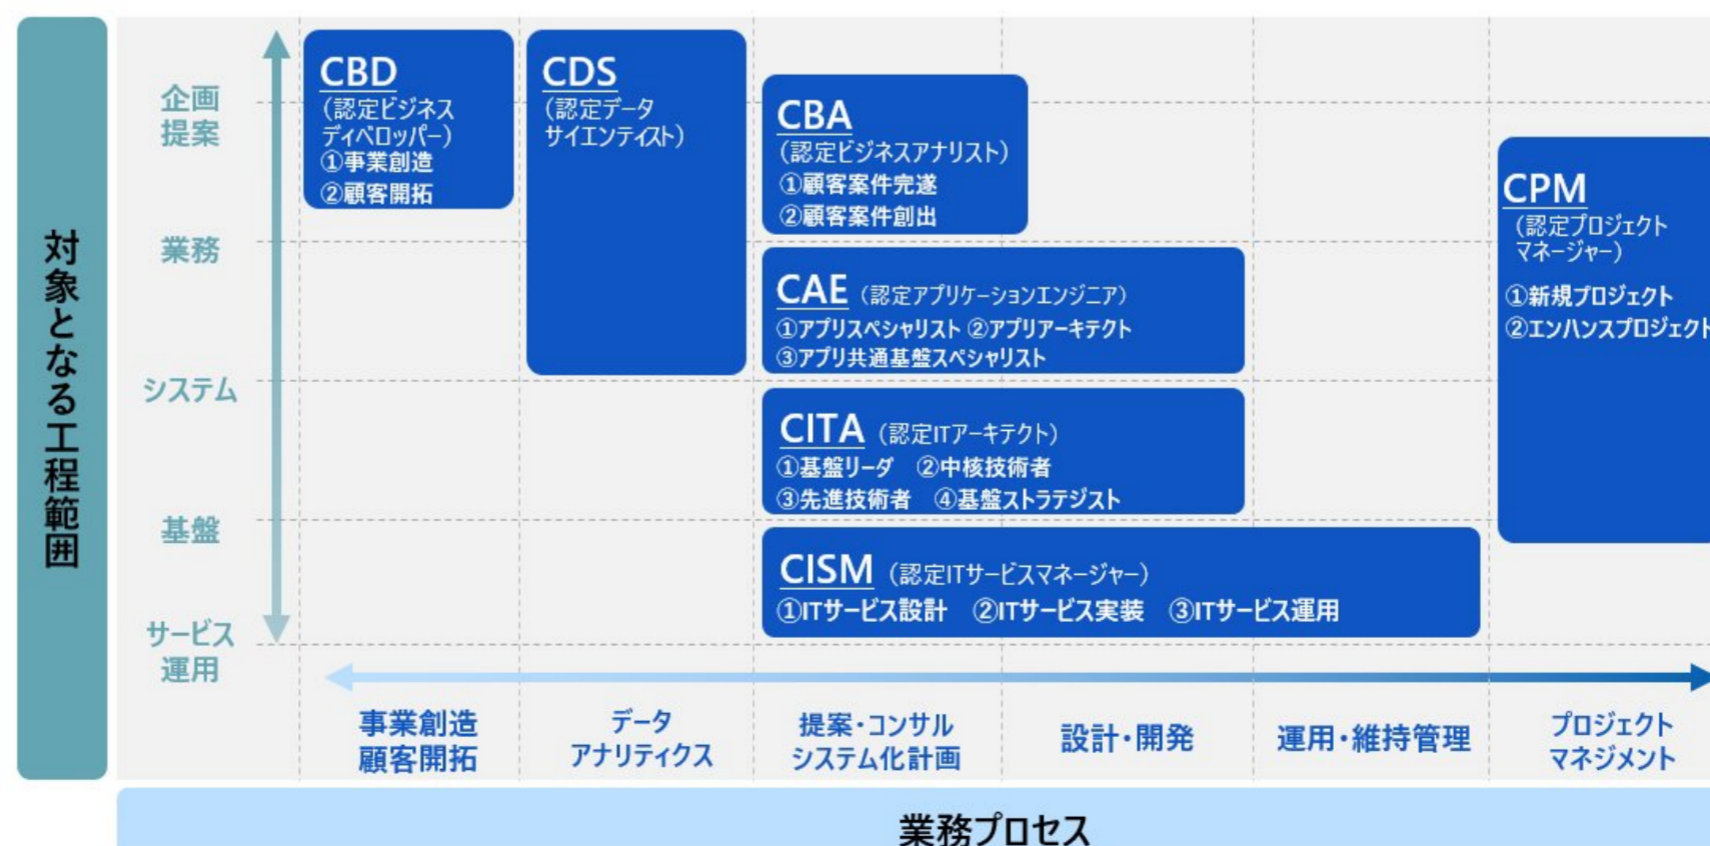 対象となる工程範囲
企画
提案
業務
システム
基盤
サービス
運用
CBD
（認定ビジネス
ディベロッパー）
①事業創造
②顧客開拓
CDS
（認定データ
サイエンティスト）
CBA
（認定ビジネスアナリスト）
①顧客案件完遂
②顧客案件創出
CAE（認定アプリケーションエンジニア）
①アプリスペシャリスト ②アプリアーキテクト
③アプリ共通基盤スペシャリスト
CITA（認定ITアーキテクト）
①基盤リーダ ②中核技術者
③先進技術者 ④基盤ストラテジスト
CISM（認定ITサービスマネージャー）
①ITサービス設計 ②ITサービス実装 ③ITサービス運用
CPM
（認定プロジェクト
マネージャー）
①新規プロジェクト
②エンハンスプロジェクト
事業創造
顧客開拓
データ
アナリティクス
提案・コンサル
システム化計画
設計・開発
運用・維持管理
プロジェクト
マネジメント
業務プロセス